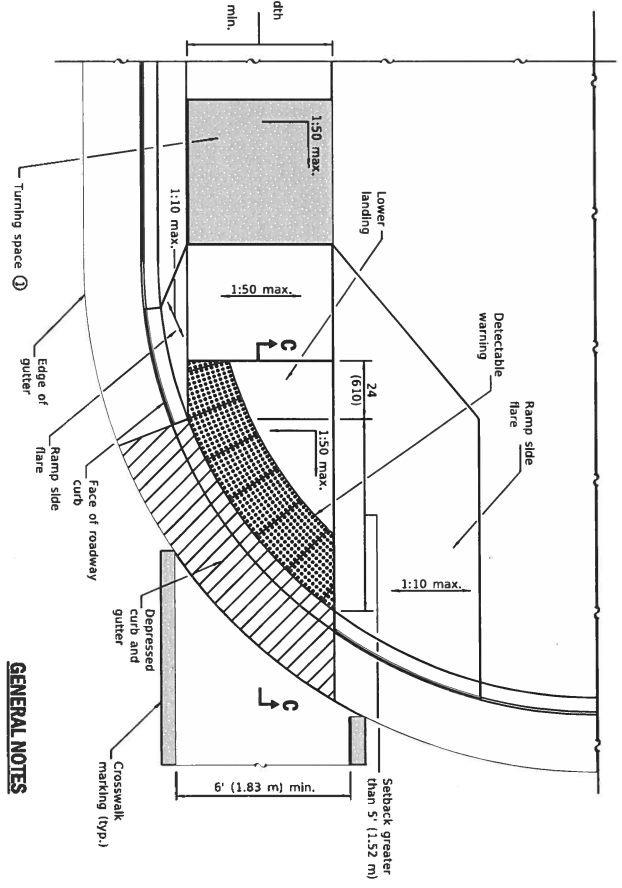 dth
min.
1:50 max.
Turning space ①
1:10 max.
Lower
landing
1:50 max.
C
Detectable
warning
24
(610)
Ramp side
flare
1:50 max.
1:10 max.
Edge of
gutter
Ramp side
flare
Face of roadway
curb
Depressed
curb and
gutter
C
Crosswalk
marking (typ.)
6' (1.83 m) min.
Setback greater
than 5' (1.52 m)
GENERAL NOTES